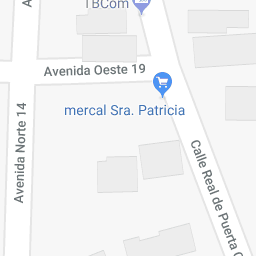 TBCom
A
Avenida Oeste 19
mercal Sra. Patricia
Avenida Norte 14
Calle Real de Puerta